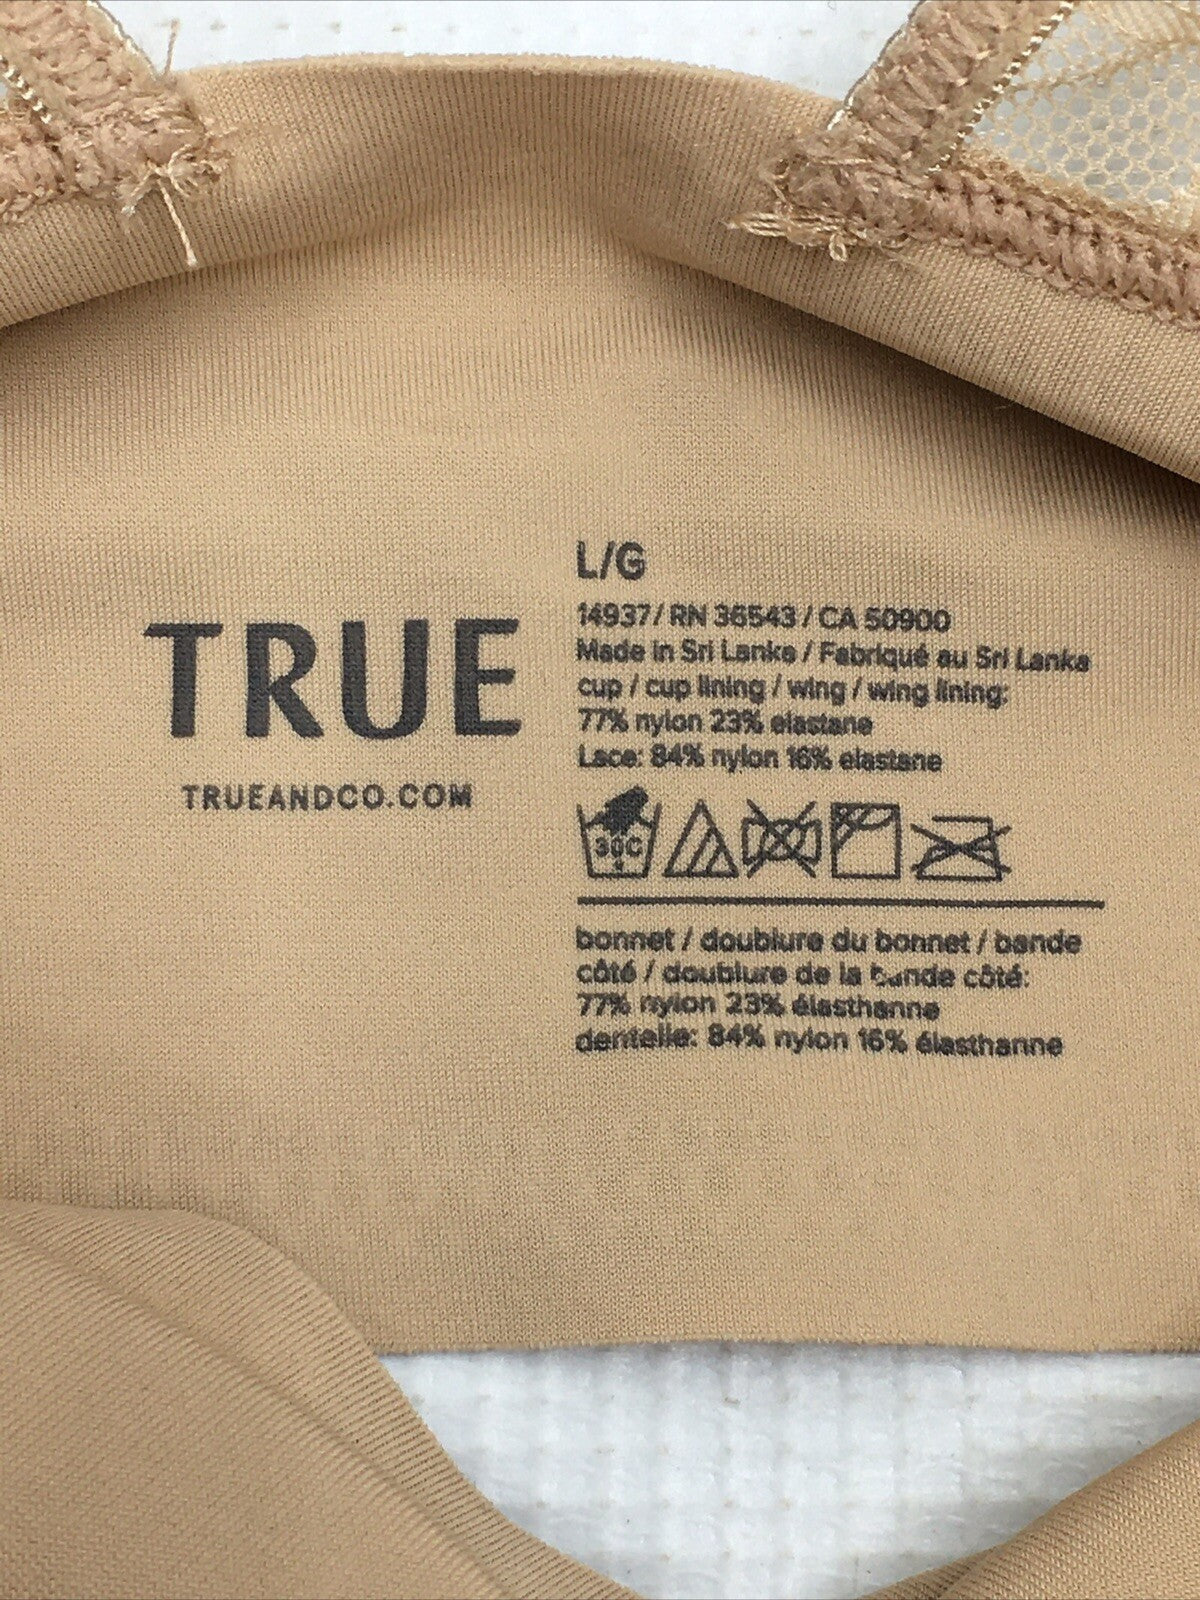 TRUE
TRUEANDCO.COM
L/G
14937/ RN 36543 / CA 50900
Made in Sri Lanka / Fabriqué au Sri Lanka
cup / cup lining / wing / wing lining:
77% nylon 23% elastane
Lace: 84% nylon 16% elastane
30C
bonnet / doublure du bonnet / bande
côté / doublure de la bande côté:
77% nylon 23% élasthanne
dentelle: 84% nylon 16% élasthanne